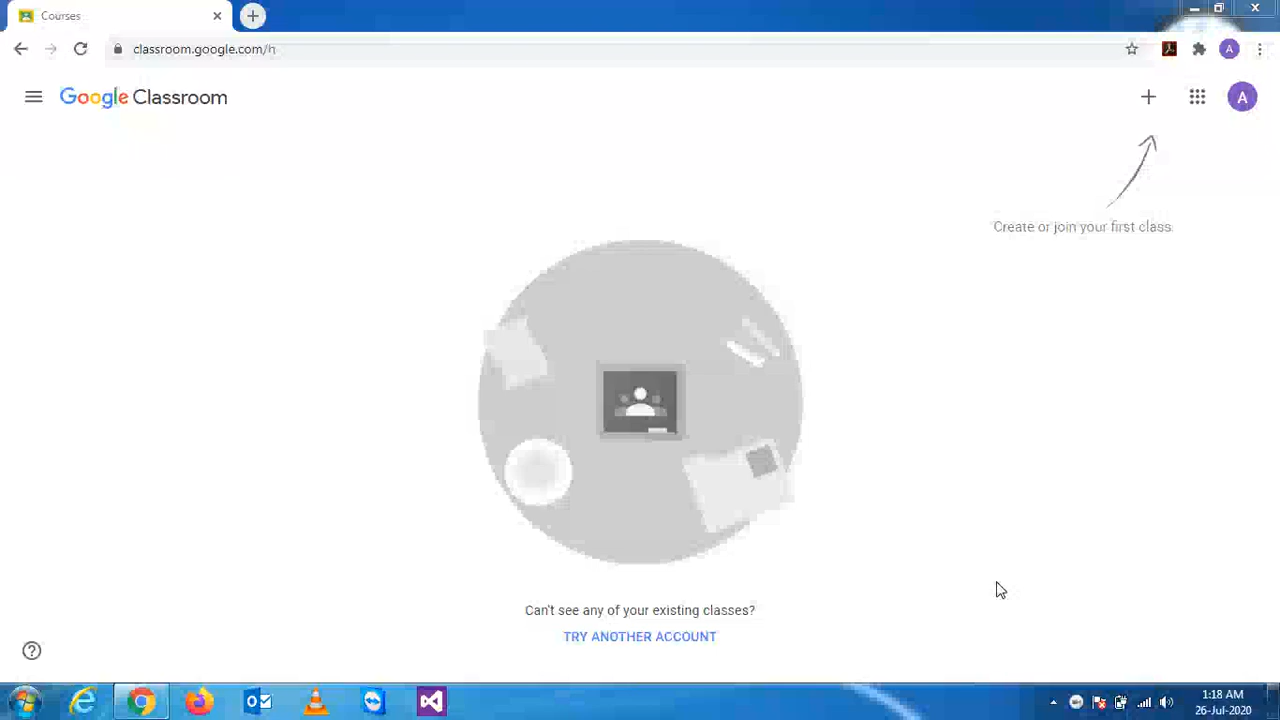 Courses
classroom.google.com/h
A
Google Classroom
A
Create or join your first class
Can't see any of your existing classes?
TRY ANOTHER ACCOUNT
1:18 AM
26-Jul-2020